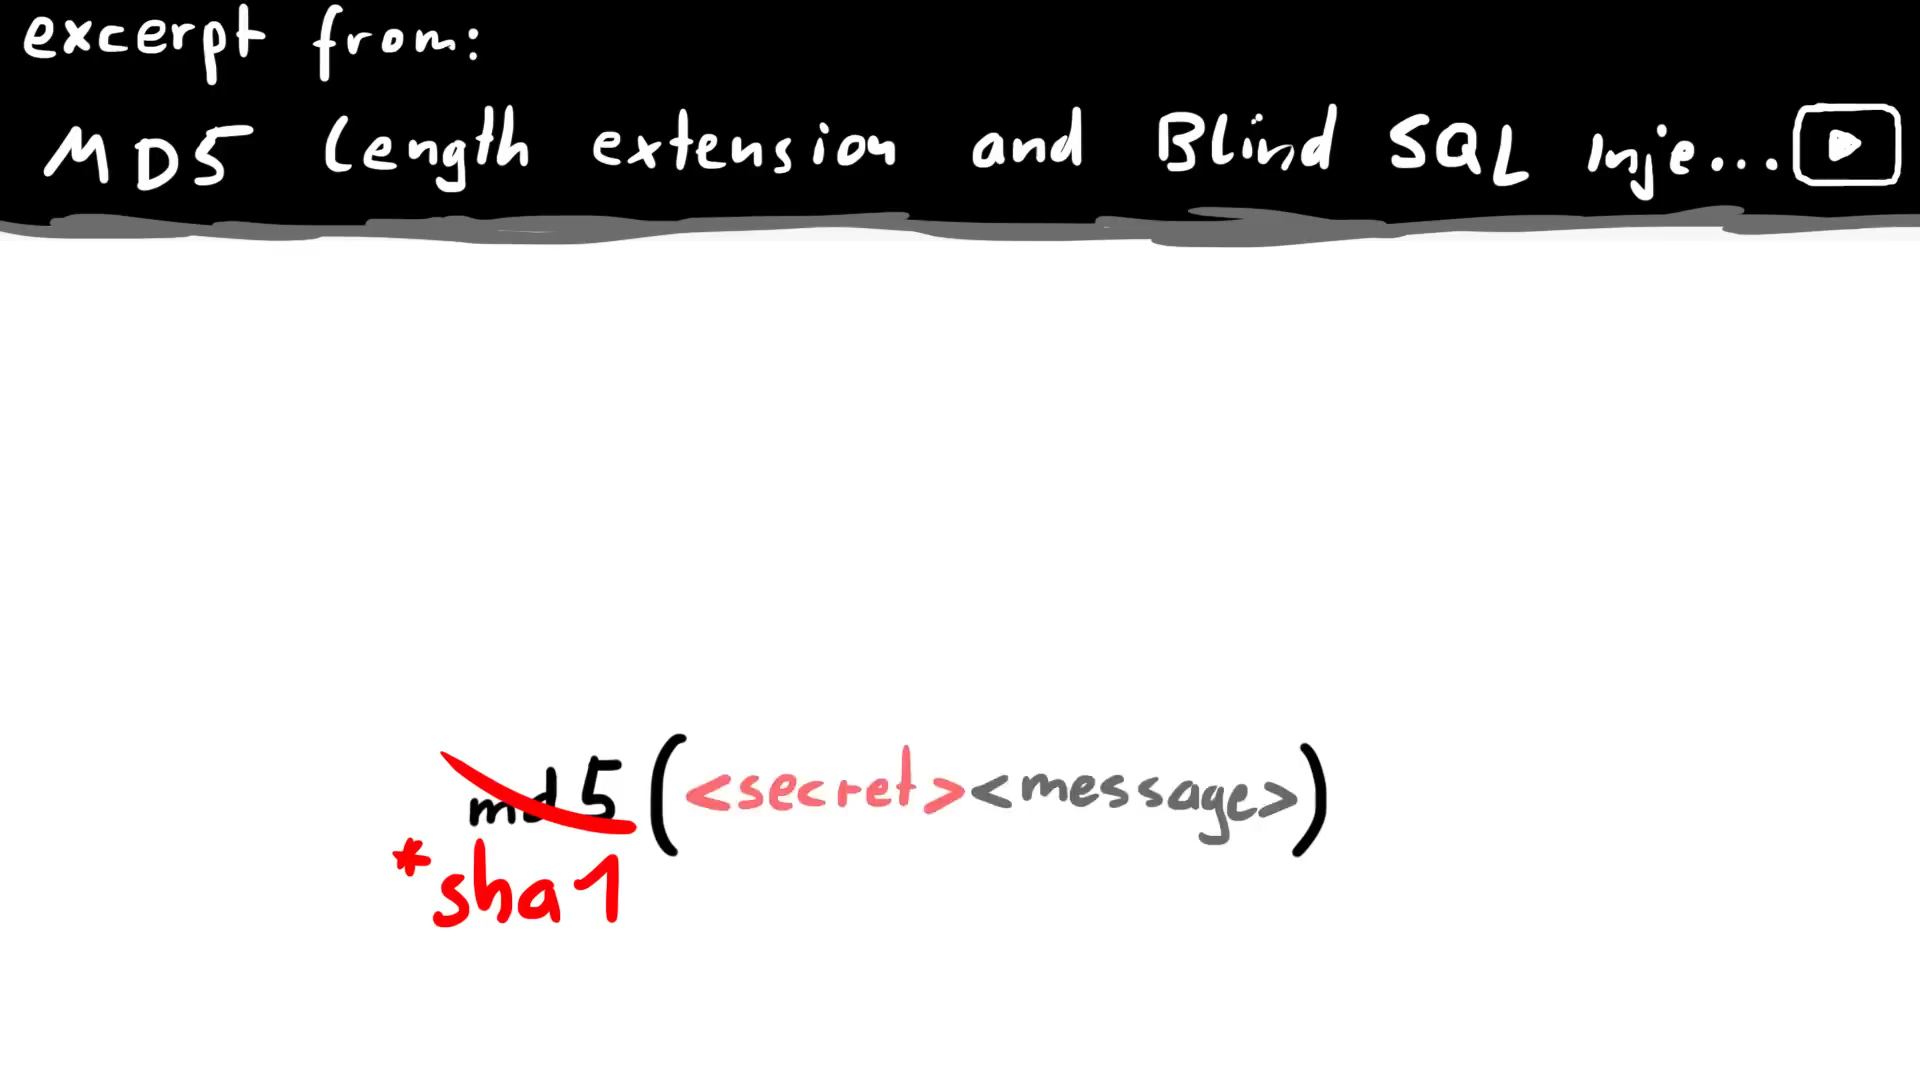 excerpt from:
MD5 length extension and Blind SQL Inje...
md5(<secret><message>)
*sha1